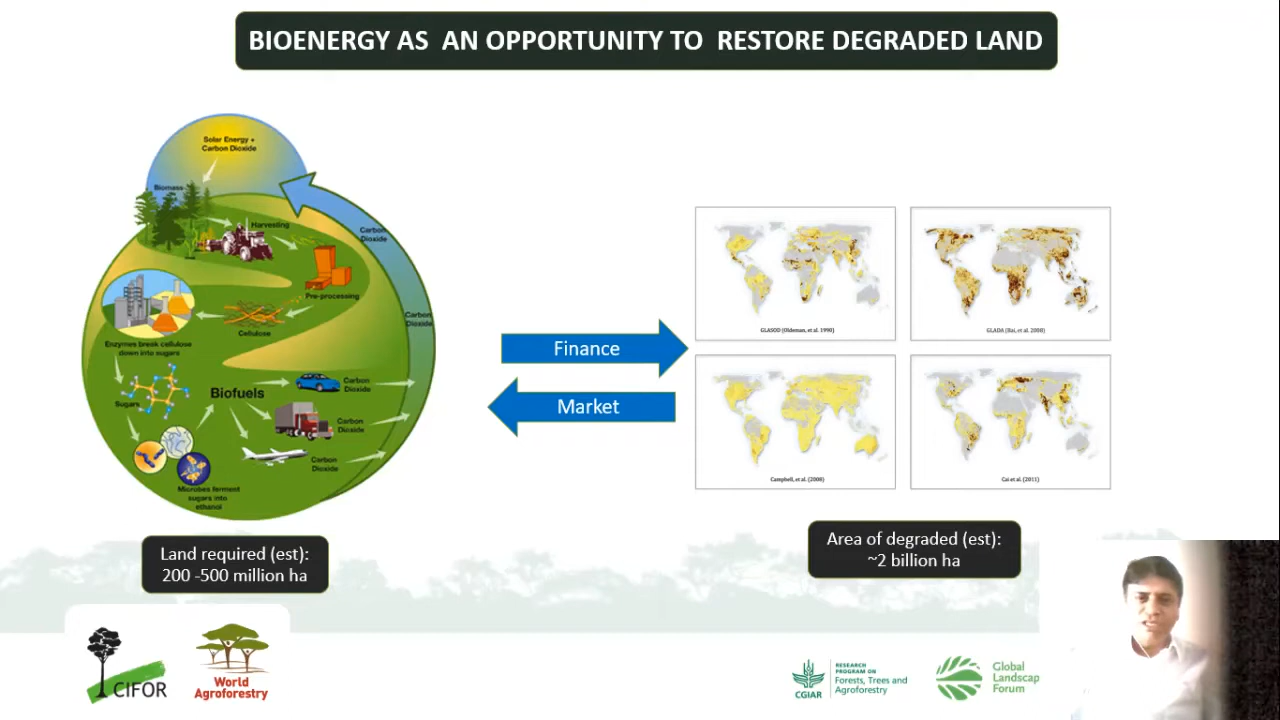 BIOENERGY AS AN OPPORTUNITY TO RESTORE DEGRADED LAND
Solar Energy +
Carbon Dioxide
Biomass
Harvesting
Carbon
Dioxide
Pre-processing
Carbon
Dioxide
Cellulose
Enzymes break cellulose
down into sugars
Sugars
Biofuels
Carbon
Dioxide
Carbon
Dioxide
Carbon
Dioxide
Microbes ferment
sugars into
ethanol
Finance
Market
GLASOD (Oldeman, et al. 1990)
GLADA (Bai, et al. 2008)
Campbell, et al. (2008)
Cai et al. (2011)
Land required (est):
200 -500 million ha
Area of degraded (est):
~2 billion ha
CIFOR
World
Agroforestry
CGIAR
RESEARCH
PROGRAM ON
Forests, Trees and
Agroforestry
Global
Landscap
Forum